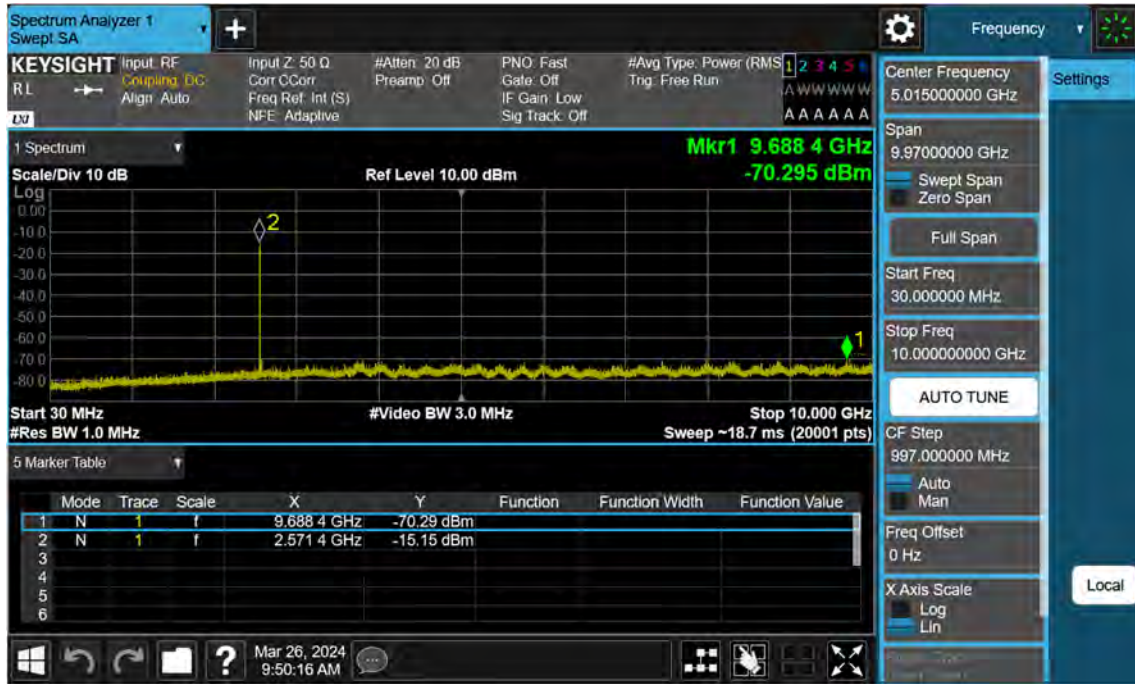 Spectrum Analyzer 1
Swept SA
+
Frequency
KEYSIGHT
RL
LXI
Input: RF
Coupling: DC
Align: Auto
Input Z: 50 Ω
Corr CCorr
Freq Ref: Int (S)
NFE: Adaptive
#Atten: 20 dB
Preamp: Off
PNO: Fast
Gate: Off
IF Gain: Low
Sig Track: Off
#Avg Type: Power (RMS
Trig: Free Run
1 2 3 4 5 6
A W W W W W
A A A A A A
1 Spectrum
Mkr1 9.688 4 GHz
Scale/Div 10 dB
Ref Level 10.00 dBm
-70.295 dBm
Log
0.00
-10.0
-20.0
-30.0
-40.0
-50.0
-60.0
-70.0
-80.0
2
1
Start 30 MHz
#Video BW 3.0 MHz
Stop 10.000 GHz
#Res BW 1.0 MHz
Sweep ~18.7 ms (20001 pts)
5 Marker Table
Mode Trace Scale X Y Function Function Width Function Value
1 N 1 f 9.688 4 GHz -70.29 dBm
2 N 1 f 2.571 4 GHz -15.15 dBm
3
4
5
6
?
Mar 26, 2024
9:50:16 AM
Center Frequency
5.015000000 GHz
Span
9.97000000 GHz
Swept Span
Zero Span
Full Span
Start Freq
30.000000 MHz
Stop Freq
10.000000000 GHz
AUTO TUNE
CF Step
997.000000 MHz
Auto
Man
Freq Offset
0 Hz
X Axis Scale
Log
Lin
Settings
Local